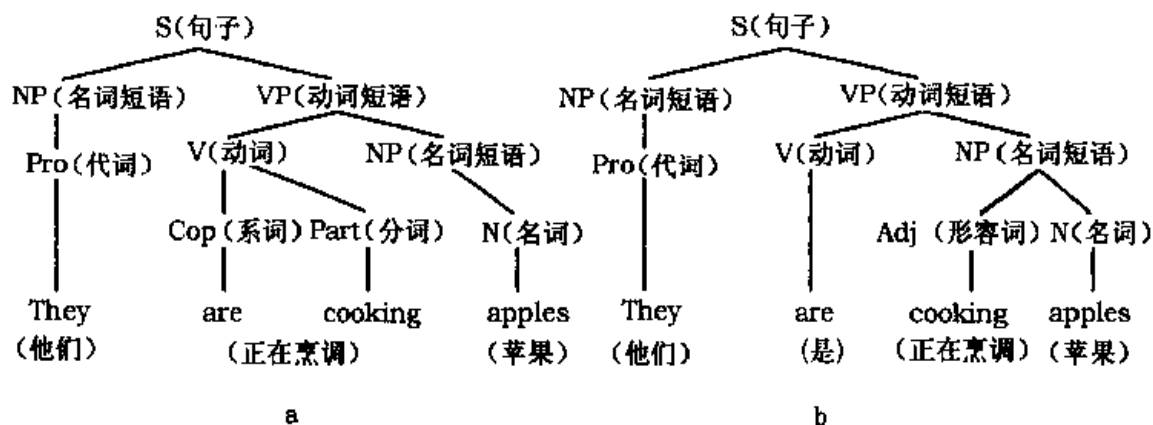 S(句子) S(句子)
NP(名词短语) VP(动词短语) NP(名词短语) VP(动词短语)
Pro(代词) V(动词) NP(名词短语) Pro(代词) V(动词) NP(名词短语)
Cop(系词) Part(分词) N(名词) Adj (形容词) N(名词)
They are cooking apples They are cooking apples
(他们) (正在烹调) (苹果) (他们) (是) (正在烹调) (苹果)
a b